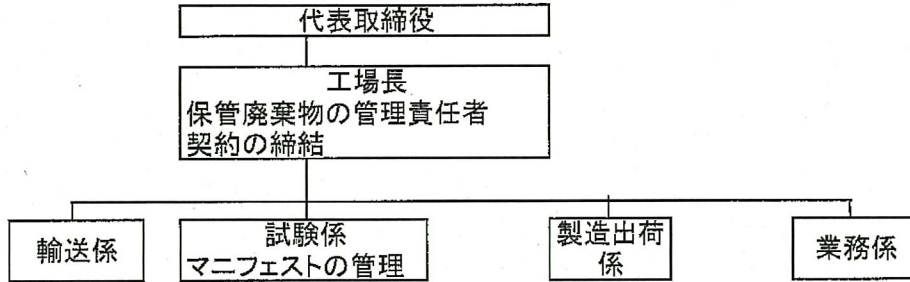 代表取締役
工場長
保管廃棄物の管理責任者
契約の締結
輸送係
試験係
マニフェストの管理
製造出荷
係
業務係